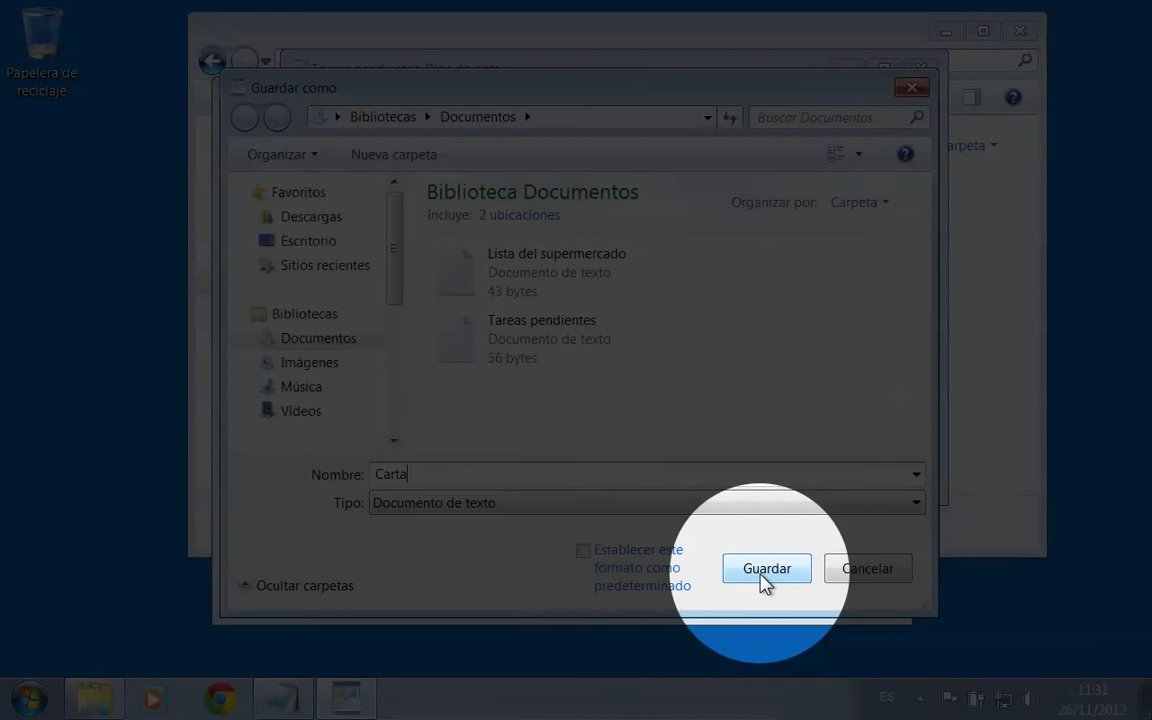 Papelera de
reciclaje
Guardar como
Bibliotecas
Documentos
Buscar Documentos
Organizar
Nueva carpeta
arpeta
Favoritos
Descargas
Escritorio
Sitios recientes
Bibliotecas
Documentos
Imágenes
Música
Vídeos
Biblioteca Documentos
Incluye: 2 ubicaciones
Organizar por: Carpeta
Lista del supermercado
Documento de texto
43 bytes
Tareas pendientes
Documento de texto
56 bytes
Nombre: Carta
Tipo: Documento de texto
Establecer este
formato como
predeterminado
Guardar
Cancelar
Ocultar carpetas
ES
11:31
26/11/2012